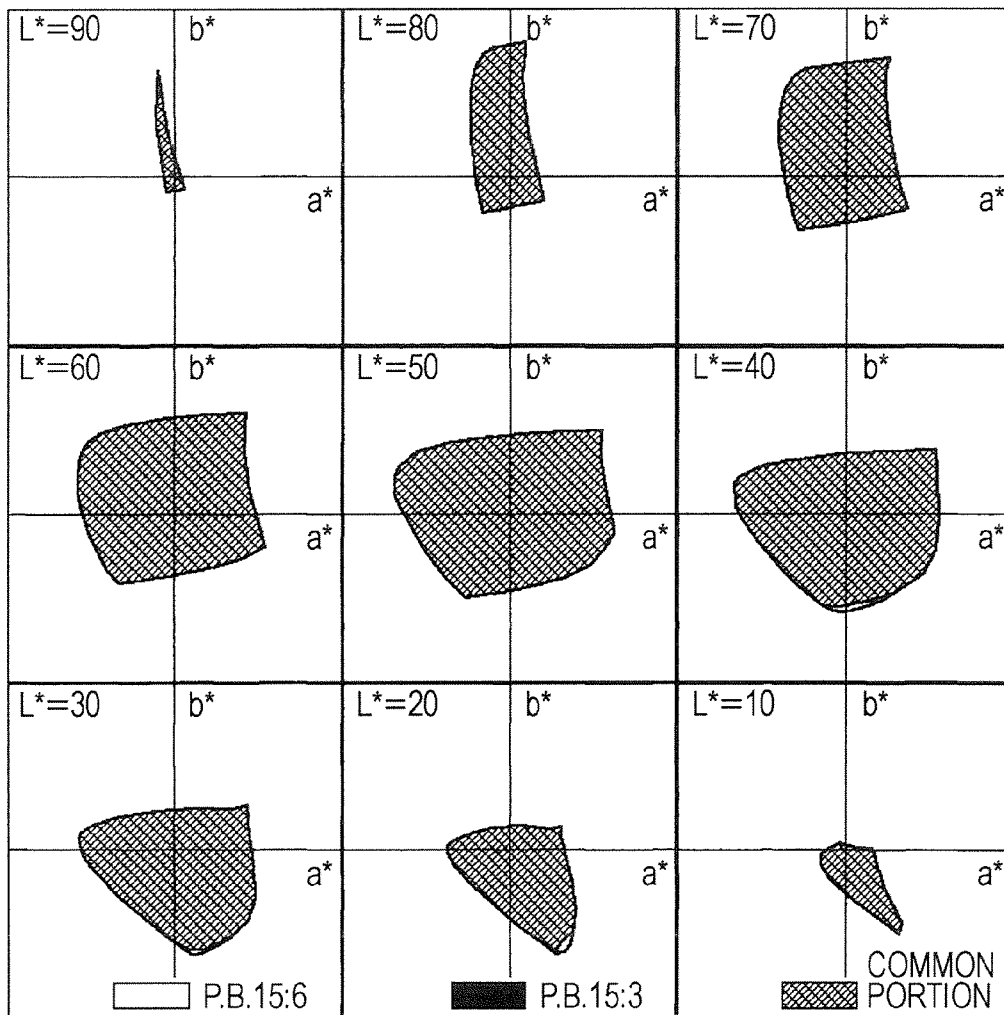 L*=90 b* L*=80 b* L*=70 b*
a* a* a*
L*=60 b* L*=50 b* L*=40 b*
a* a* a*
L*=30 b* L*=20 b* L*=10 b*
a* a* a*
P.B.15:6 P.B.15:3 COMMON
PORTION